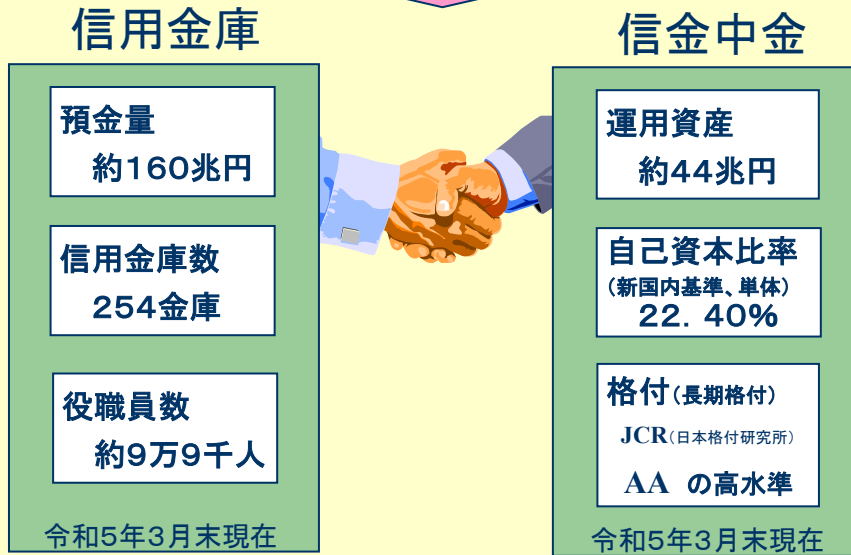 信用金庫
預金量
約160兆円
信用金庫数
254金庫
役職員数
約9万9千人
令和5年3月末現在
信金中金
運用資産
約44兆円
自己資本比率
(新国内基準、単体)
22.40%
格付(長期格付)
JCR(日本格付研究所)
AA の高水準
令和5年3月末現在